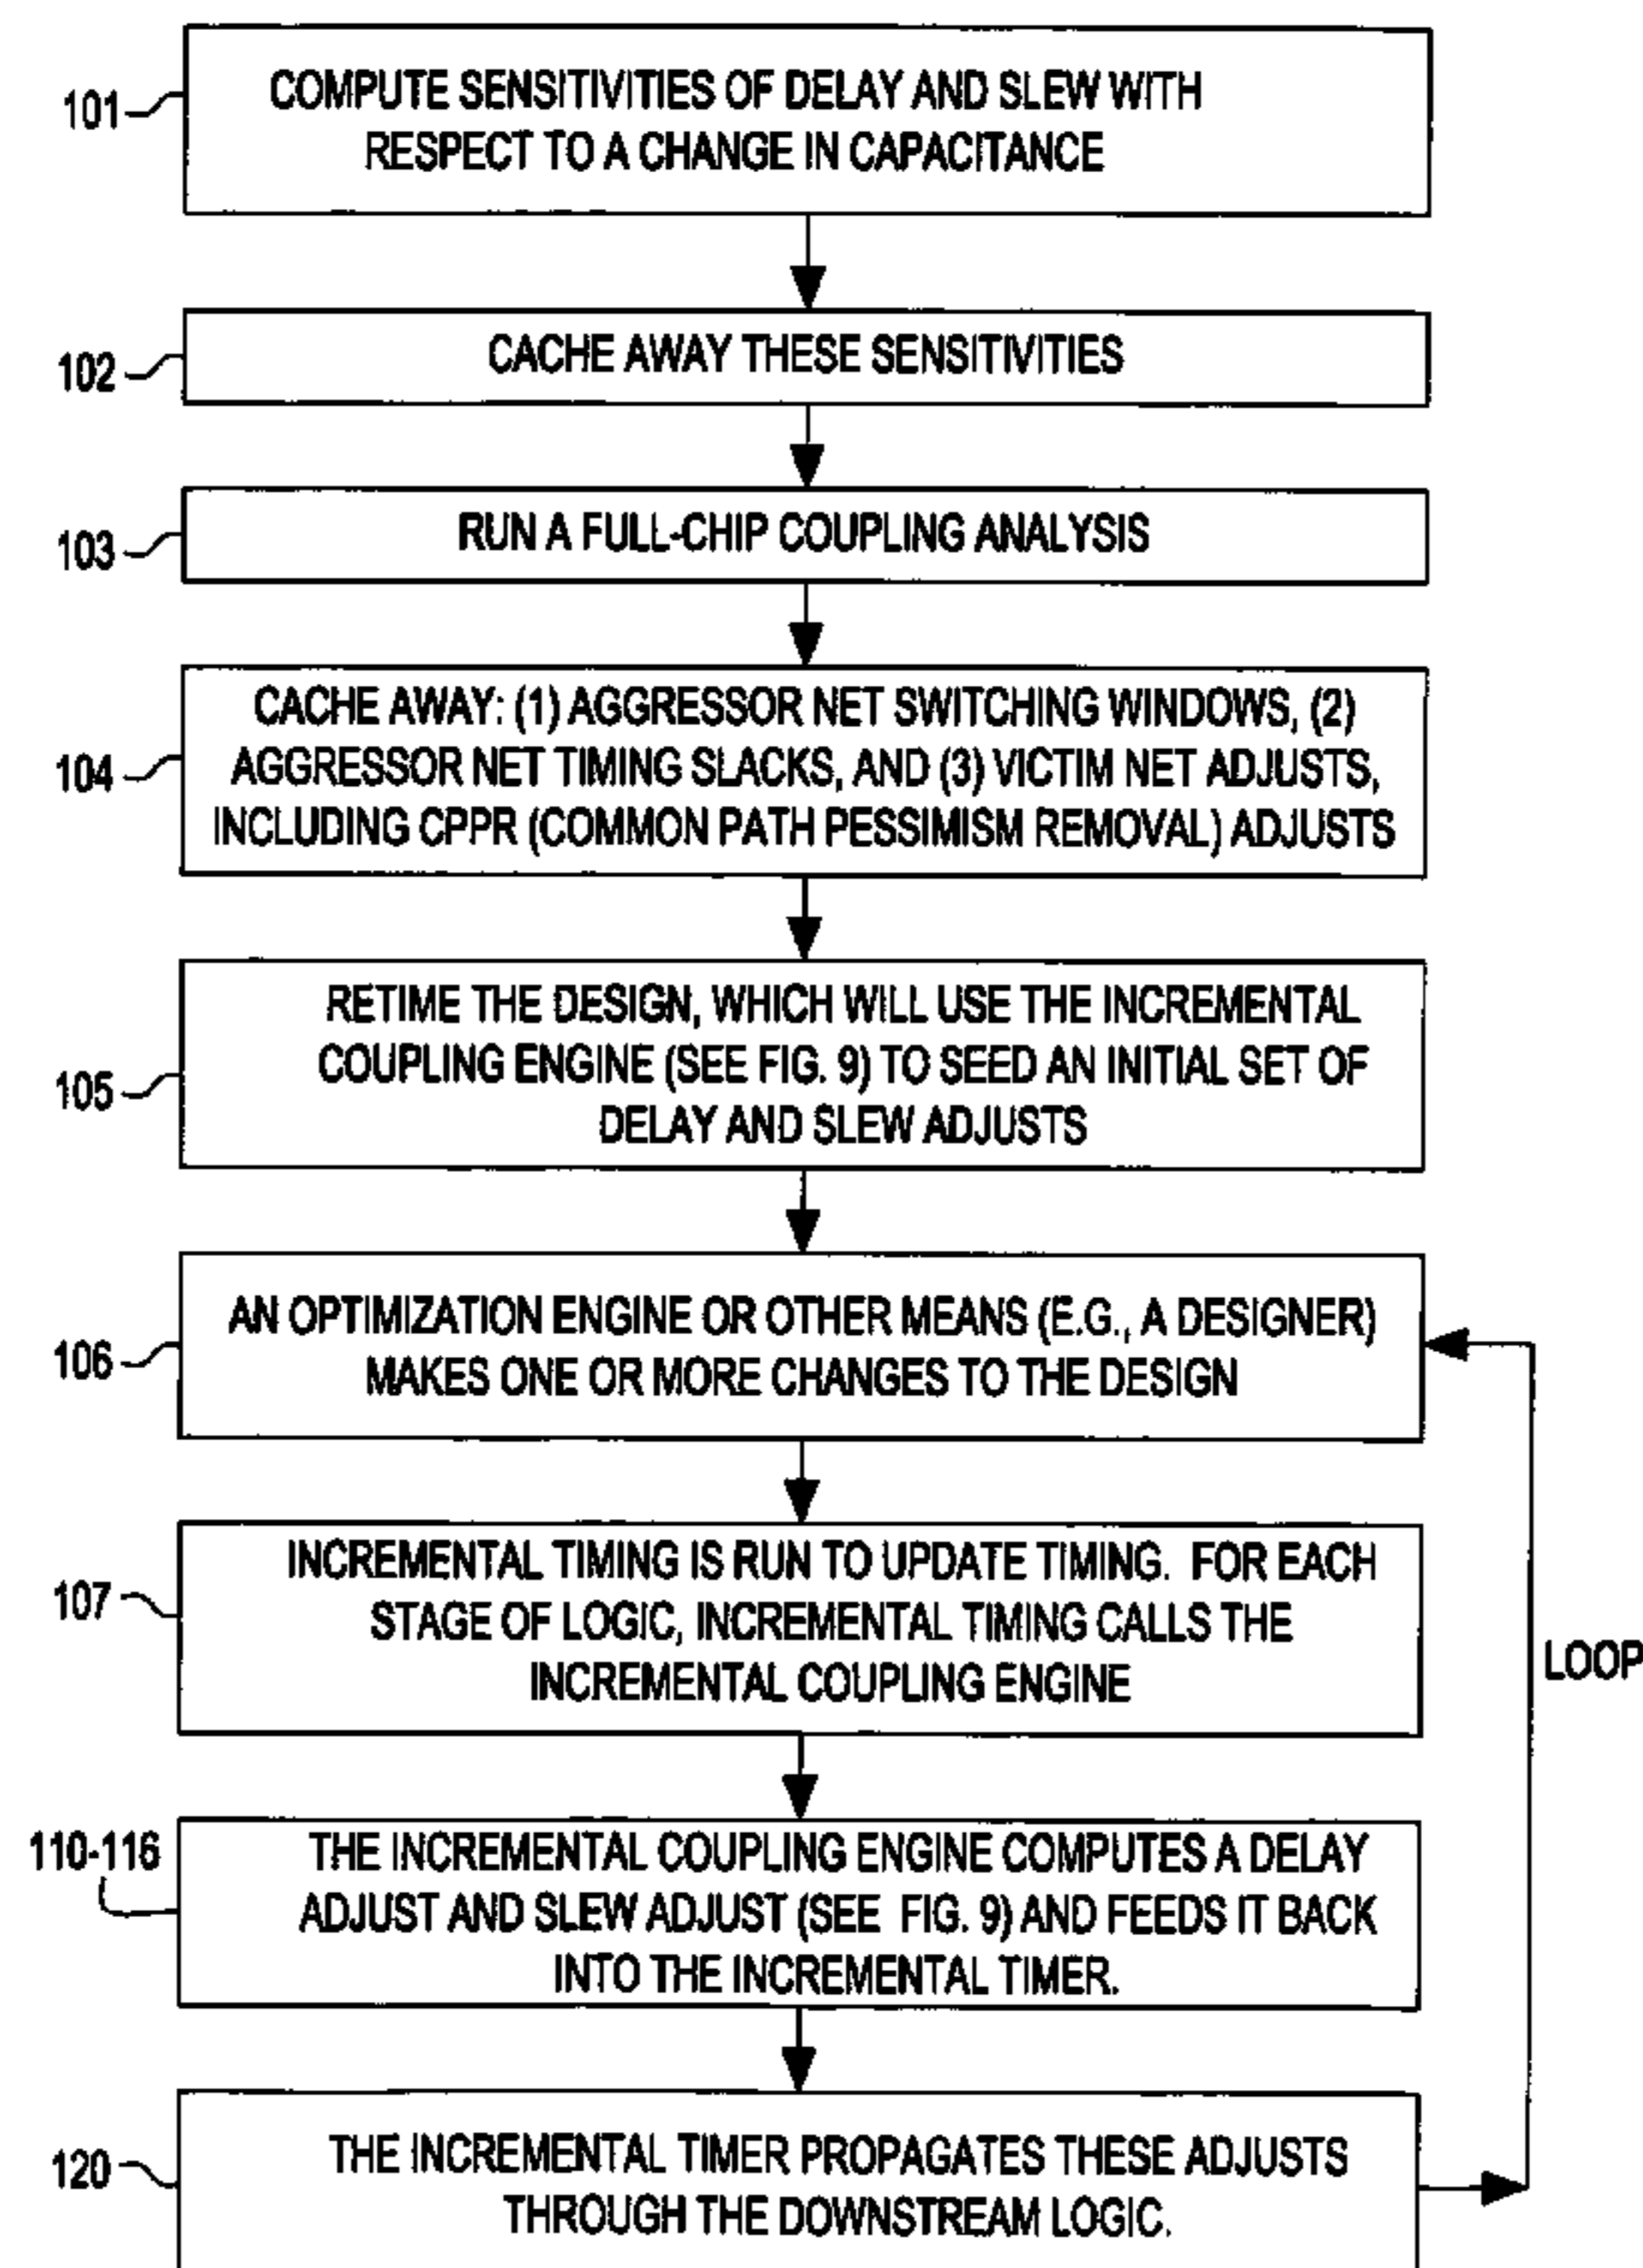 101
COMPUTE SENSITIVITIES OF DELAY AND SLEW WITH
RESPECT TO A CHANGE IN CAPACITANCE
102
CACHE AWAY THESE SENSITIVITIES
103
RUN A FULL-CHIP COUPLING ANALYSIS
104
CACHE AWAY: (1) AGGRESSOR NET SWITCHING WINDOWS, (2)
AGGRESSOR NET TIMING SLACKS, AND (3) VICTIM NET ADJUSTS,
INCLUDING CPPR (COMMON PATH PESSIMISM REMOVAL) ADJUSTS
105
RETIME THE DESIGN, WHICH WILL USE THE INCREMENTAL
COUPLING ENGINE (SEE FIG. 9) TO SEED AN INITIAL SET OF
DELAY AND SLEW ADJUSTS
106
AN OPTIMIZATION ENGINE OR OTHER MEANS (E.G., A DESIGNER)
MAKES ONE OR MORE CHANGES TO THE DESIGN
107
INCREMENTAL TIMING IS RUN TO UPDATE TIMING. FOR EACH
STAGE OF LOGIC, INCREMENTAL TIMING CALLS THE
INCREMENTAL COUPLING ENGINE
LOOP
110-116
THE INCREMENTAL COUPLING ENGINE COMPUTES A DELAY
ADJUST AND SLEW ADJUST (SEE FIG. 9) AND FEEDS IT BACK
INTO THE INCREMENTAL TIMER.
120
THE INCREMENTAL TIMER PROPAGATES THESE ADJUSTS
THROUGH THE DOWNSTREAM LOGIC.